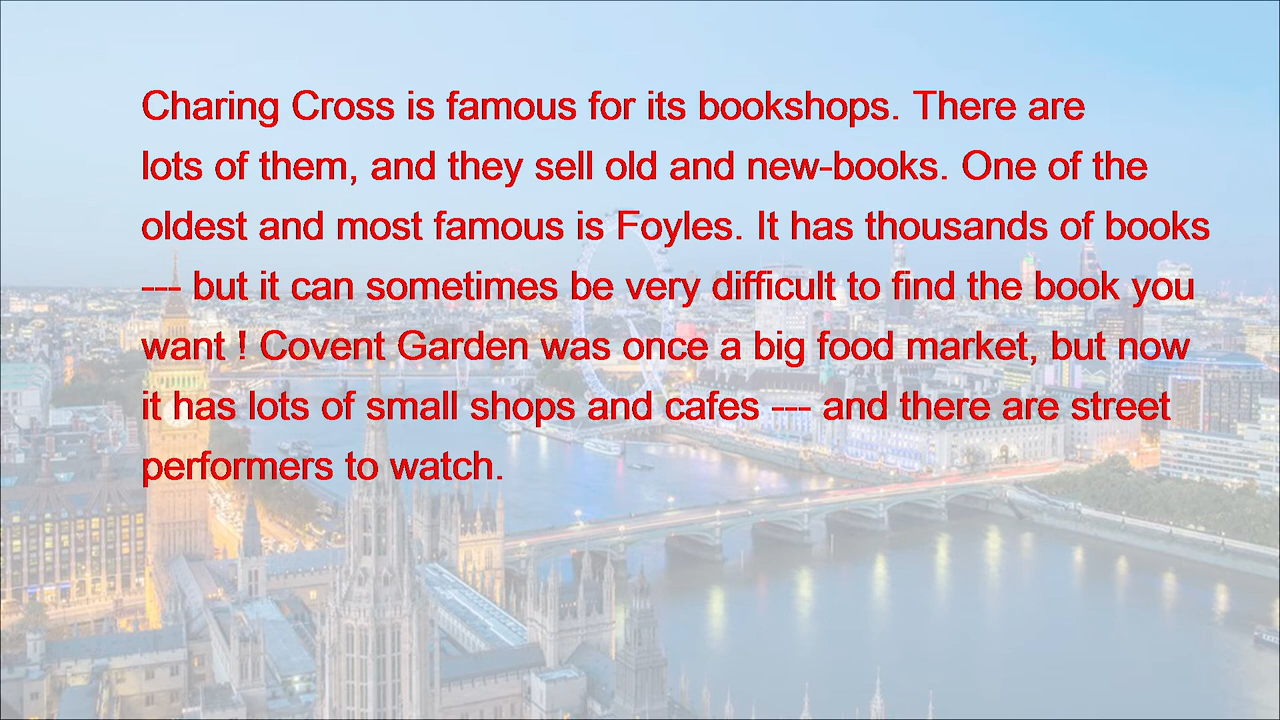 Charing Cross is famous for its bookshops. There are
lots of them, and they sell old and new-books. One of the
oldest and most famous is Foyles. It has thousands of books
--- but it can sometimes be very difficult to find the book you
want ! Covent Garden was once a big food market, but now
it has lots of small shops and cafes --- and there are street
performers to watch.